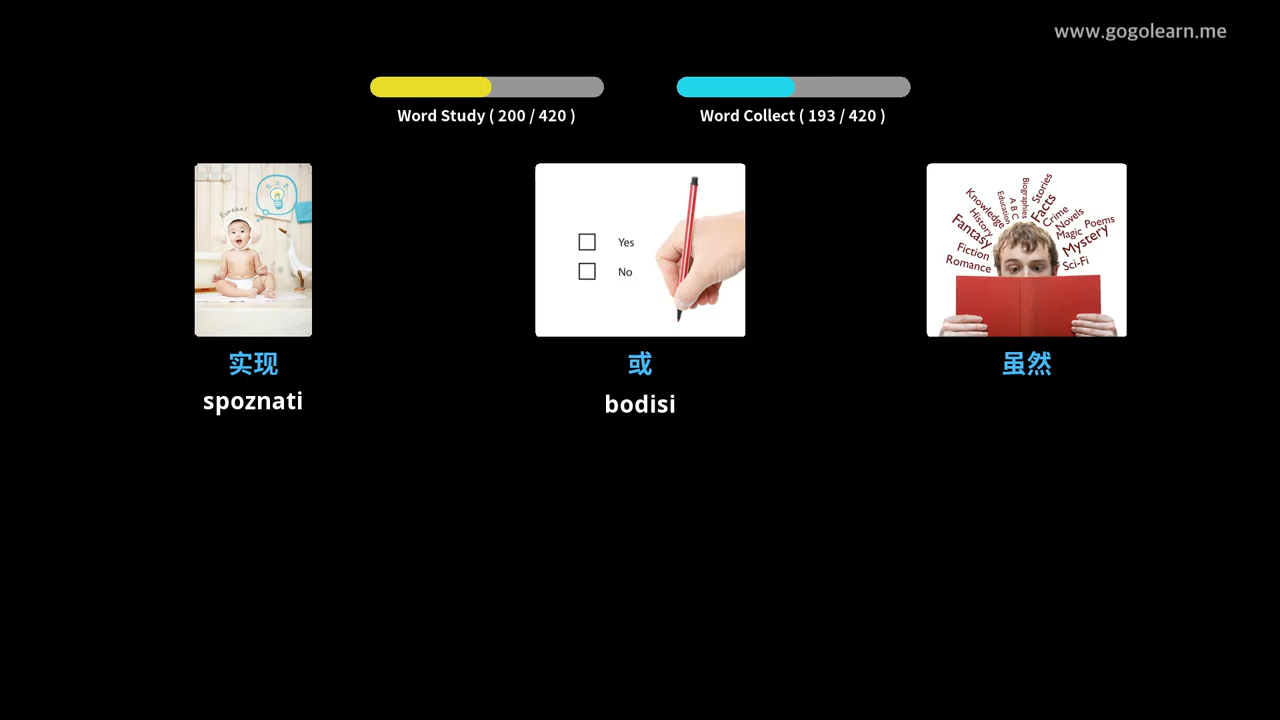 www.gogolearn.me
Word Study ( 200 / 420 )
Word Collect ( 193 / 420 )
Eureka!
Yes
No
Knowledge
History
Fantasy
Fiction
Romance
Education
A B C
Biographies
Stories
Facts
Crime
Novels
Magic
Poems
Mystery
Sci-Fi
实现
或
虽然
spoznati
bodisi